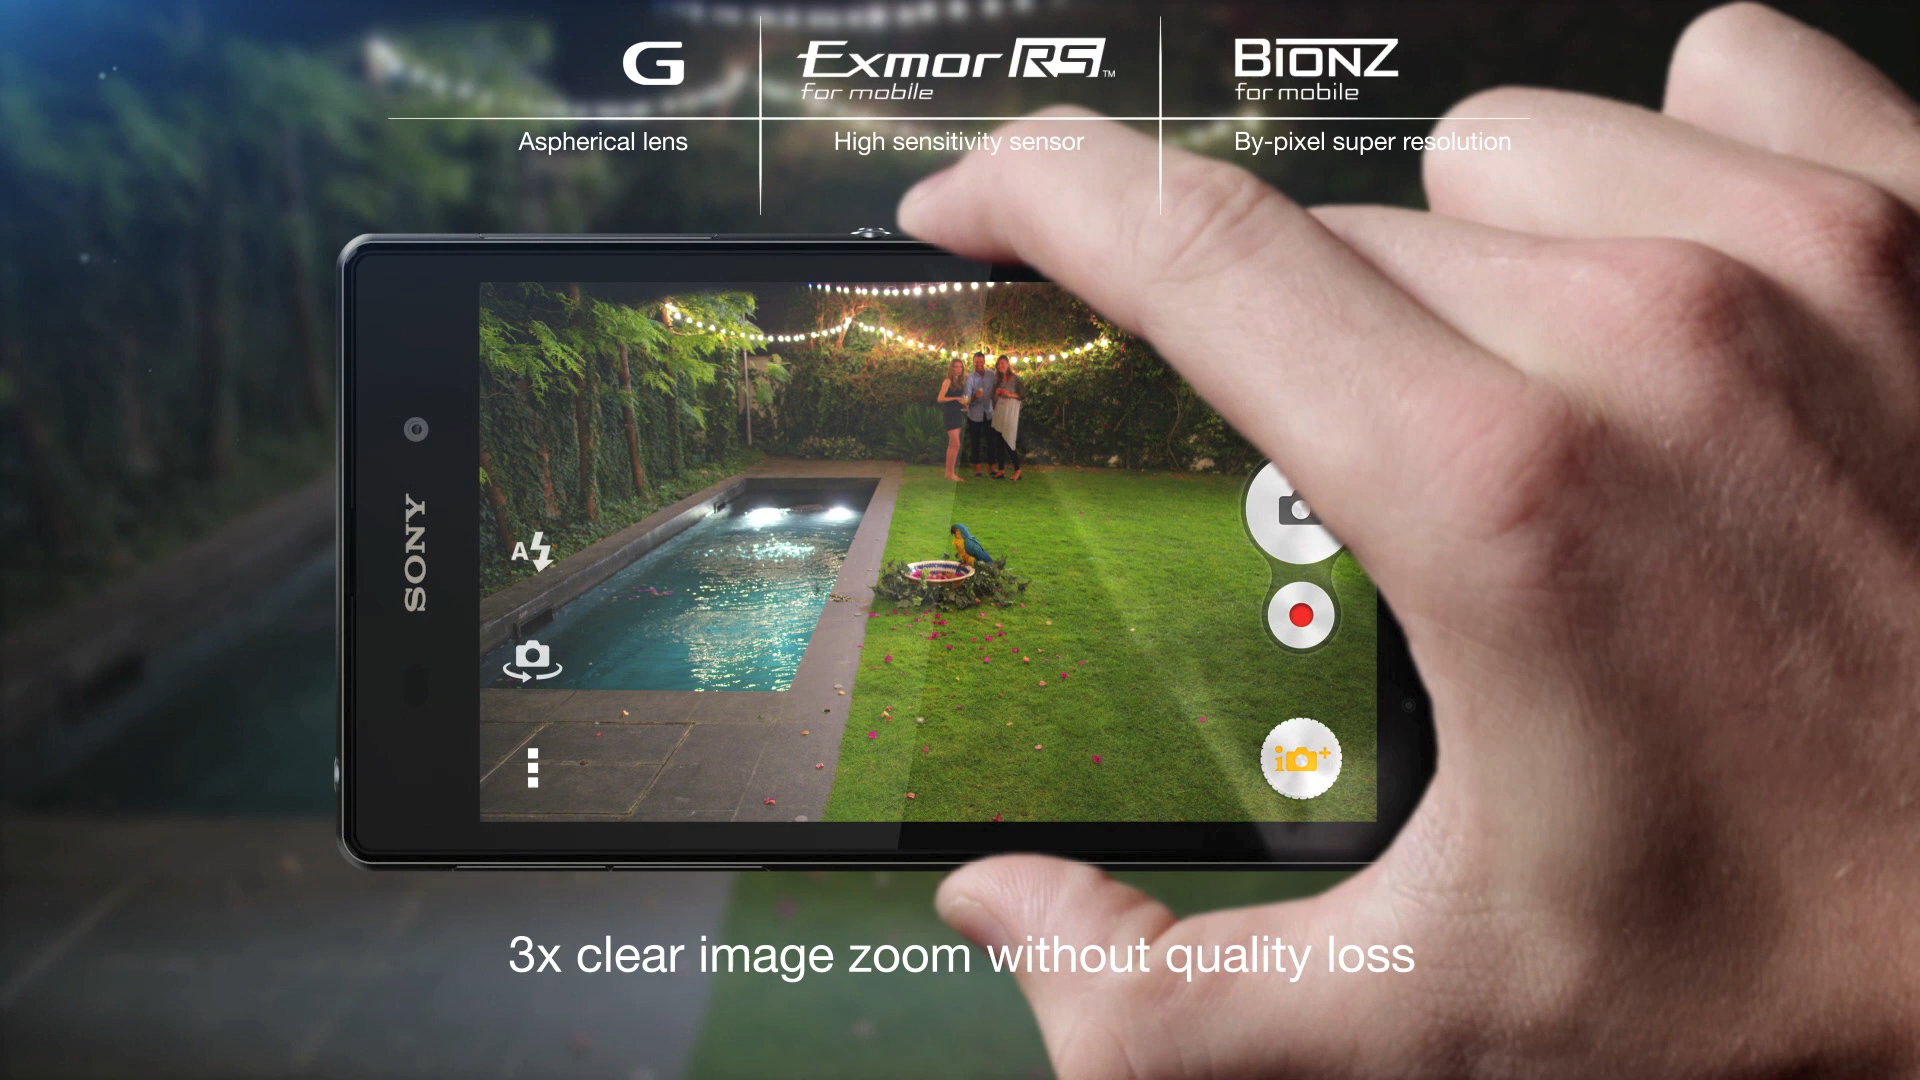 G
Exmor RS™
for mobile
BIONZ
for mobile
Aspherical lens
High sensitivity sensor
By-pixel super resolution
SONY
A
i +
3x clear image zoom without quality loss